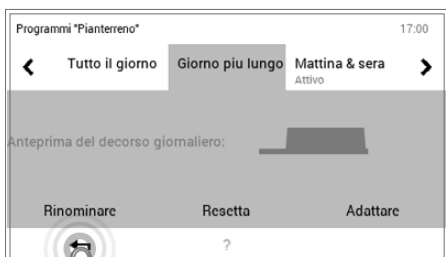 Programmi "Pianterreno" 17:00
Tutto il giorno Giorno piu lungo Mattina & sera
Attivo
Anteprima del decorso giornaliero:
Rinominare Resetta Adattare
?